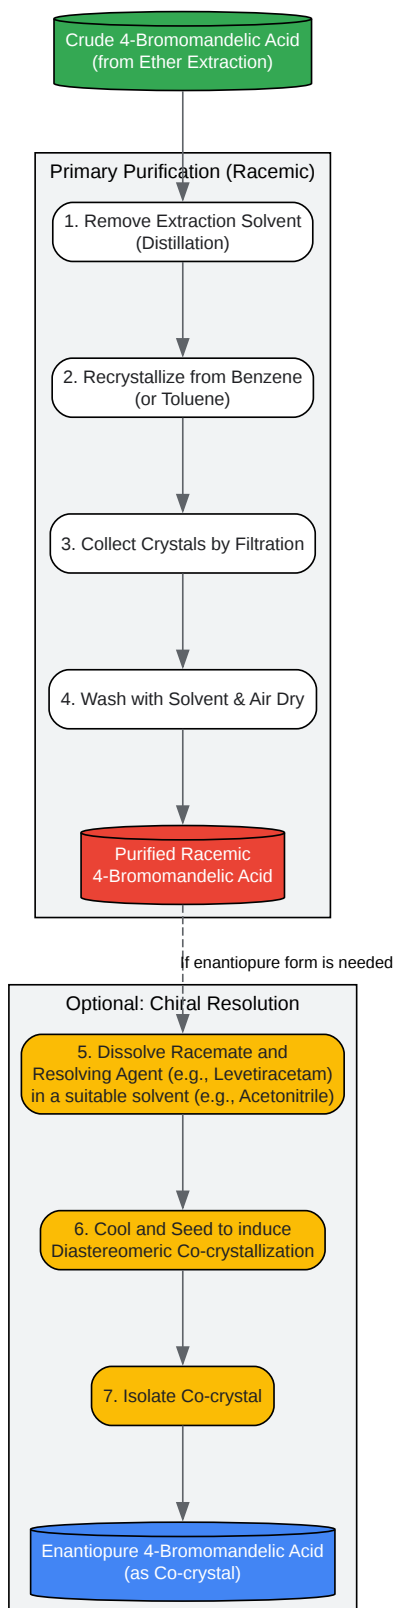 Crude 4-Bromomandelic Acid
(from Ether Extraction)
Primary Purification (Racemic)
1. Remove Extraction Solvent
(Distillation)
2. Recrystallize from Benzene
(or Toluene)
3. Collect Crystals by Filtration
4. Wash with Solvent & Air Dry
Purified Racemic
4-Bromomandelic Acid
If enantiopure form is needed
Optional: Chiral Resolution
5. Dissolve Racemate and
Resolving Agent (e.g., Levetiracetam)
in a suitable solvent (e.g., Acetonitrile)
6. Cool and Seed to induce
Diastereomeric Co-crystallization
7. Isolate Co-crystal
Enantiopure 4-Bromomandelic Acid
(as Co-crystal)